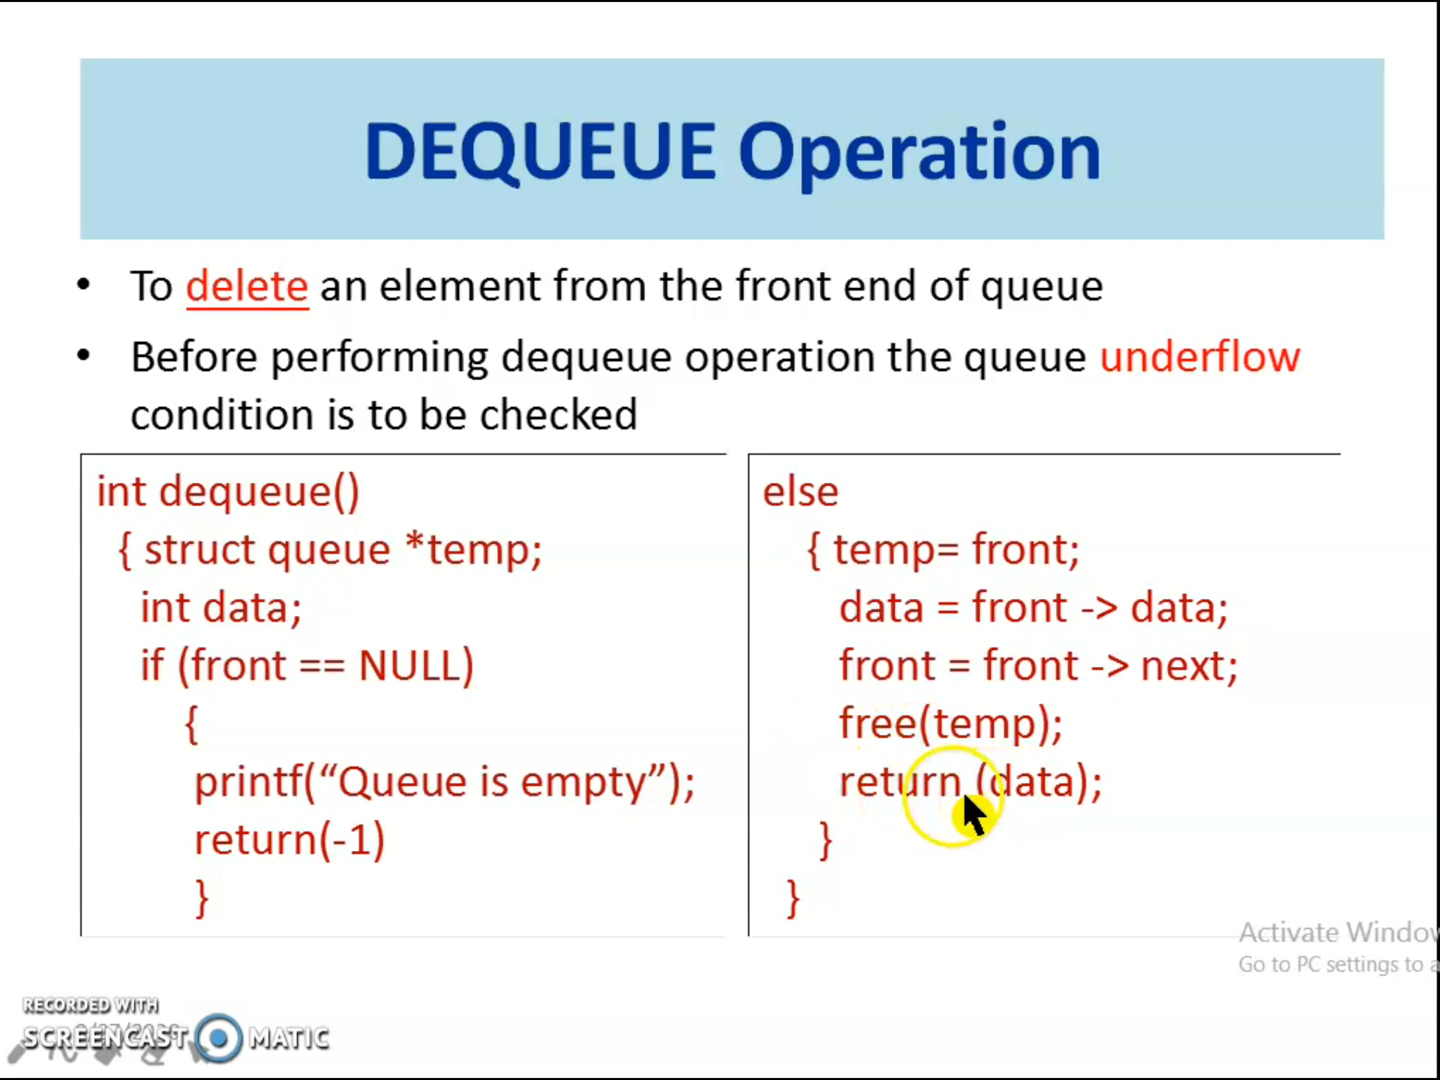 DEQUEUE Operation
• To delete an element from the front end of queue
• Before performing dequeue operation the queue underflow
condition is to be checked
int dequeue()
{ struct queue *temp;
int data;
if (front == NULL)
{
printf(“Queue is empty”);
return(-1)
}
else
{ temp= front;
data = front -> data;
front = front -> next;
free(temp);
return (data);
}
}
Activate Window
Go to PC settings to a
RECORDED WITH
SCREENCAST MATIC